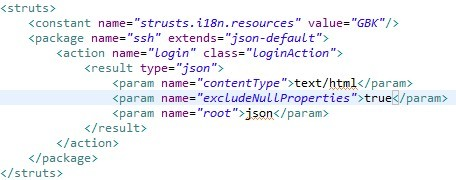 <struts>
<constant name="strusts.i18n.resources" value="GBK"/>
<package name="ssh" extends="json-default">
<action name="login" class="loginAction">
<result type="json">
<param name="contentType">text/html</param>
<param name="excludeNullProperties">true</param>
<param name="root">json</param>
</result>
</action>
</package>
</struts>